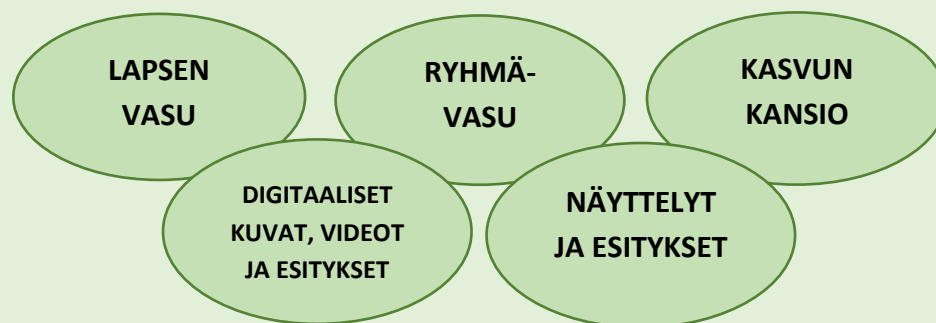 LAPSEN
VASU
RYHMÄ-
VASU
KASVUN
KANSIO
DIGITAALISET
KUVAT, VIDEOT
JA ESITYKSET
NÄYTTELYT
JA ESITYKSET